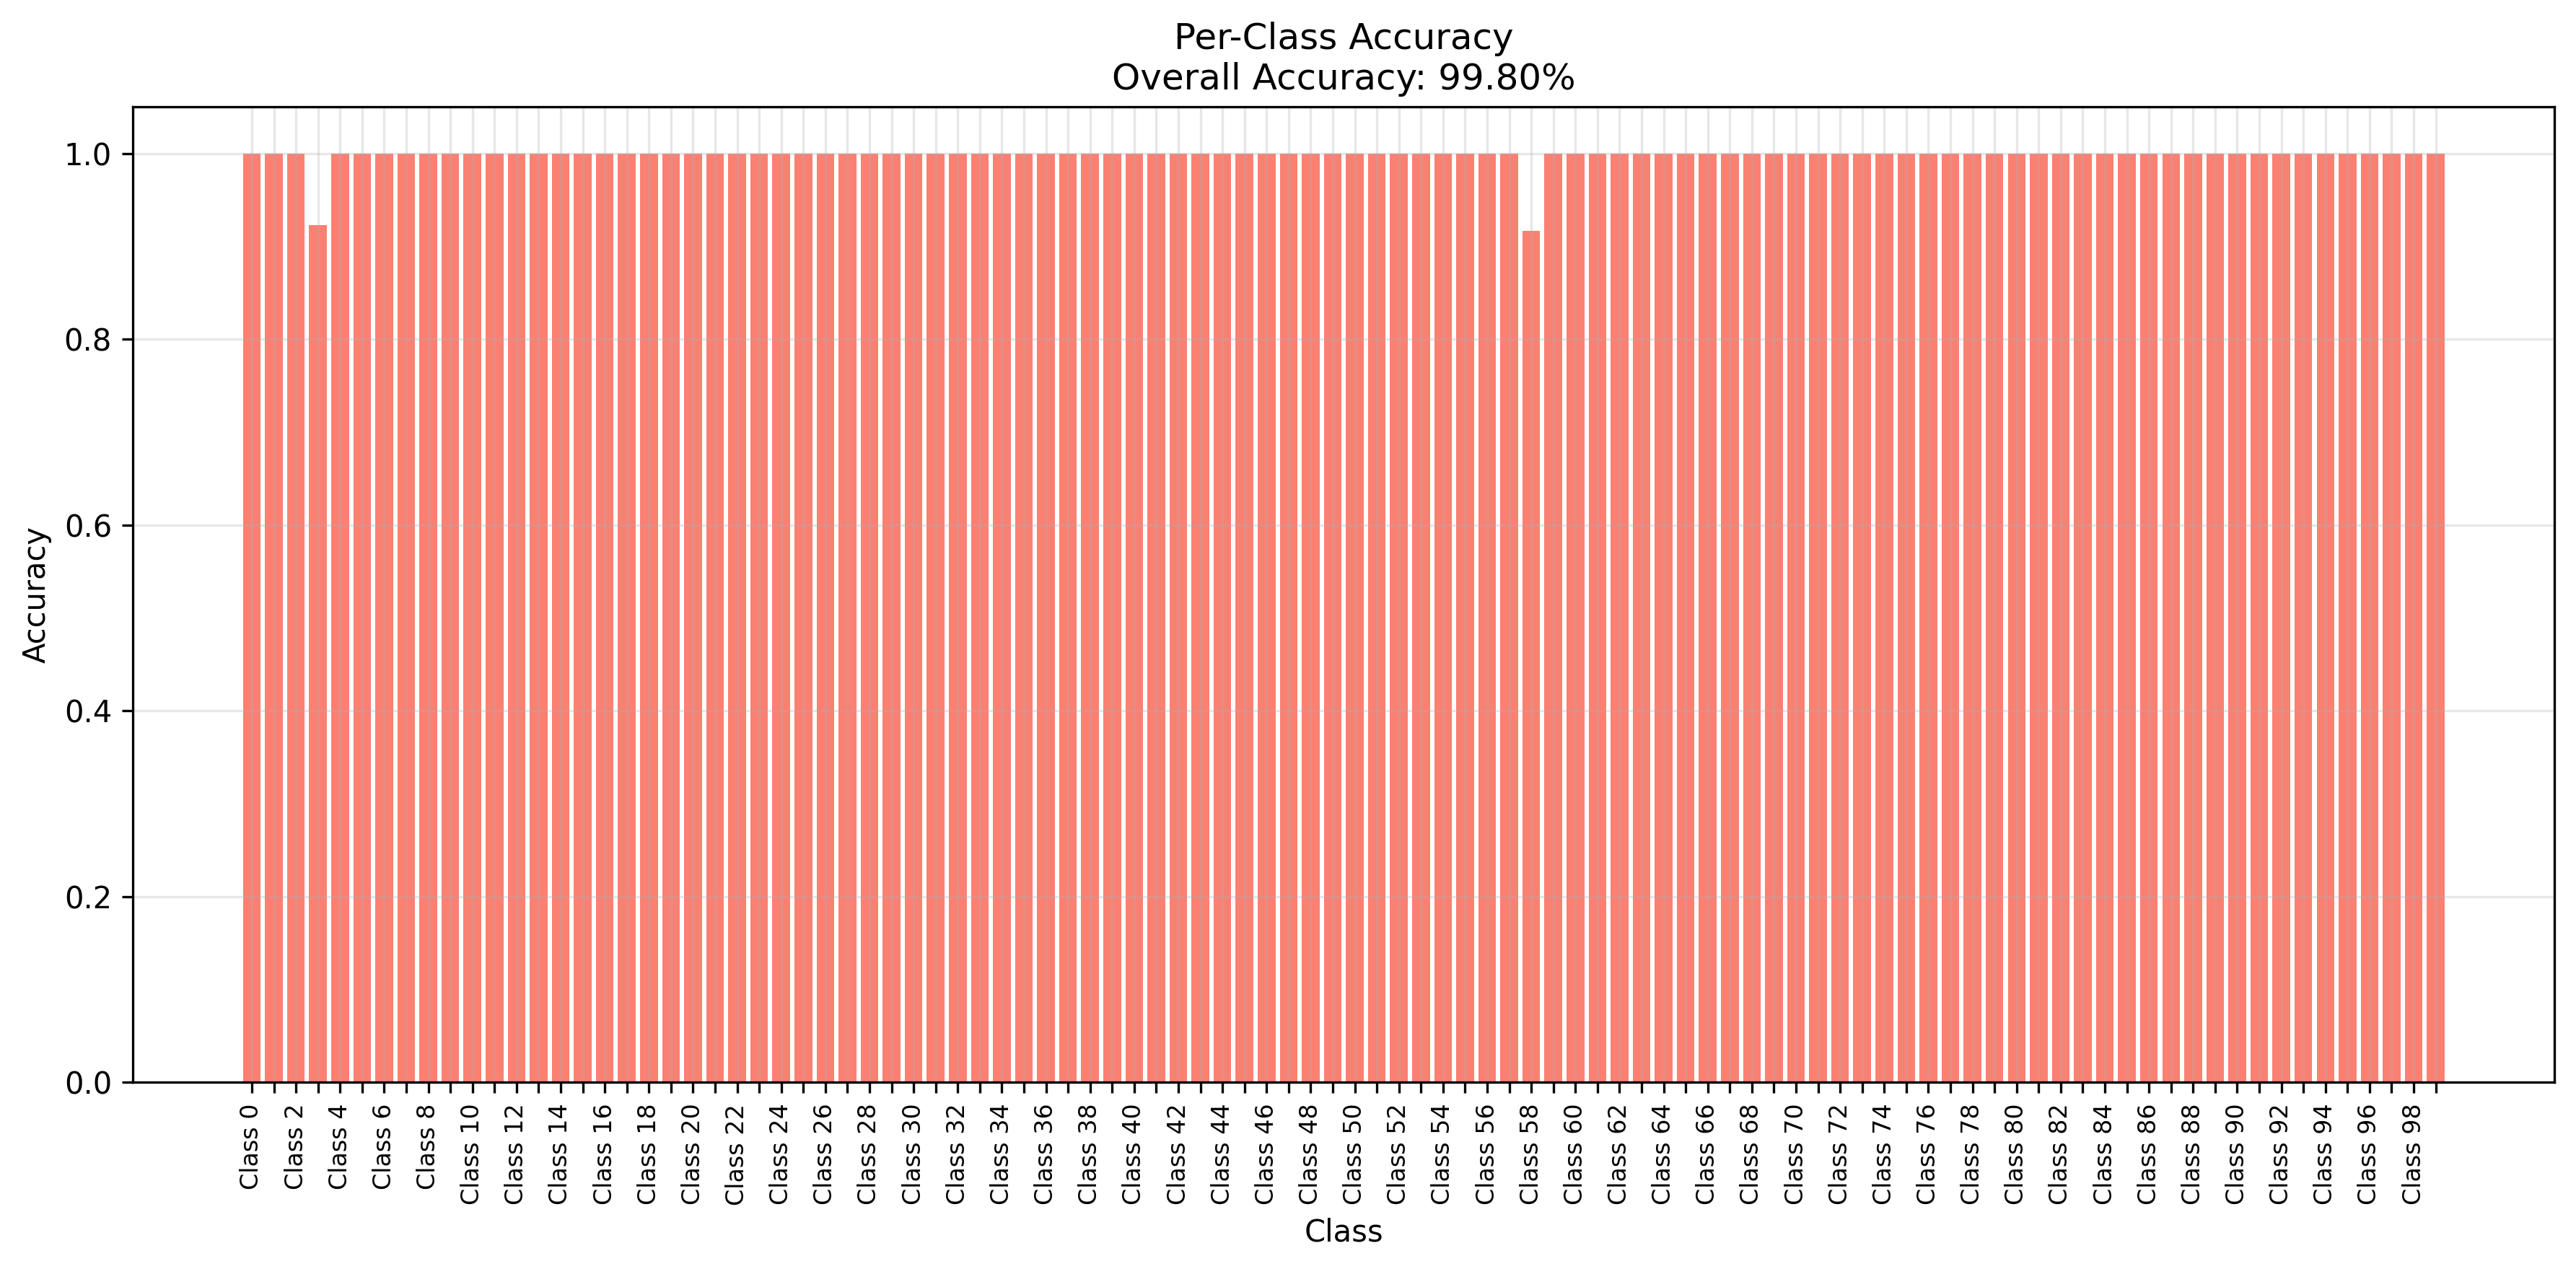 Per-Class Accuracy
Overall Accuracy: 99.80%
Accuracy
1.0
0.8
0.6
0.4
0.2
0.0
Class 0
Class 2
Class 4
Class 6
Class 8
Class 10
Class 12
Class 14
Class 16
Class 18
Class 20
Class 22
Class 24
Class 26
Class 28
Class 30
Class 32
Class 34
Class 36
Class 38
Class 40
Class 42
Class 44
Class 46
Class 48
Class 50
Class 52
Class 54
Class 56
Class 58
Class 60
Class 62
Class 64
Class 66
Class 68
Class 70
Class 72
Class 74
Class 76
Class 78
Class 80
Class 82
Class 84
Class 86
Class 88
Class 90
Class 92
Class 94
Class 96
Class 98
Class